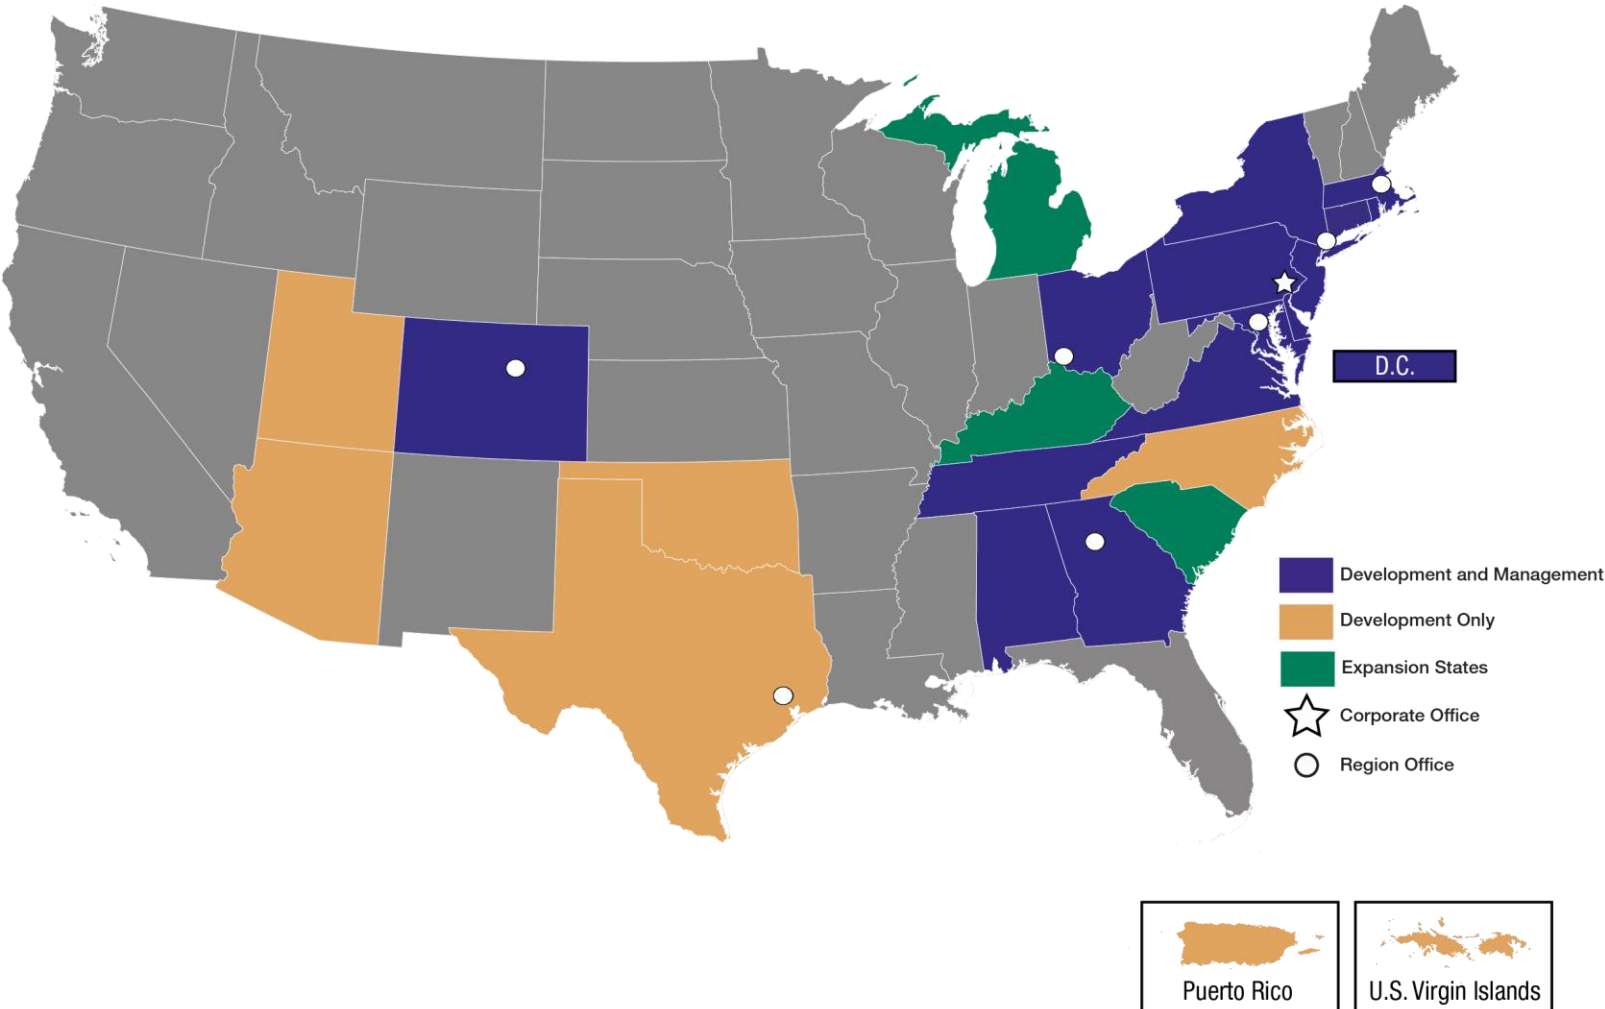 D.C.
Development and Management
Development Only
Expansion States
Corporate Office
Region Office
Puerto Rico
U.S. Virgin Islands